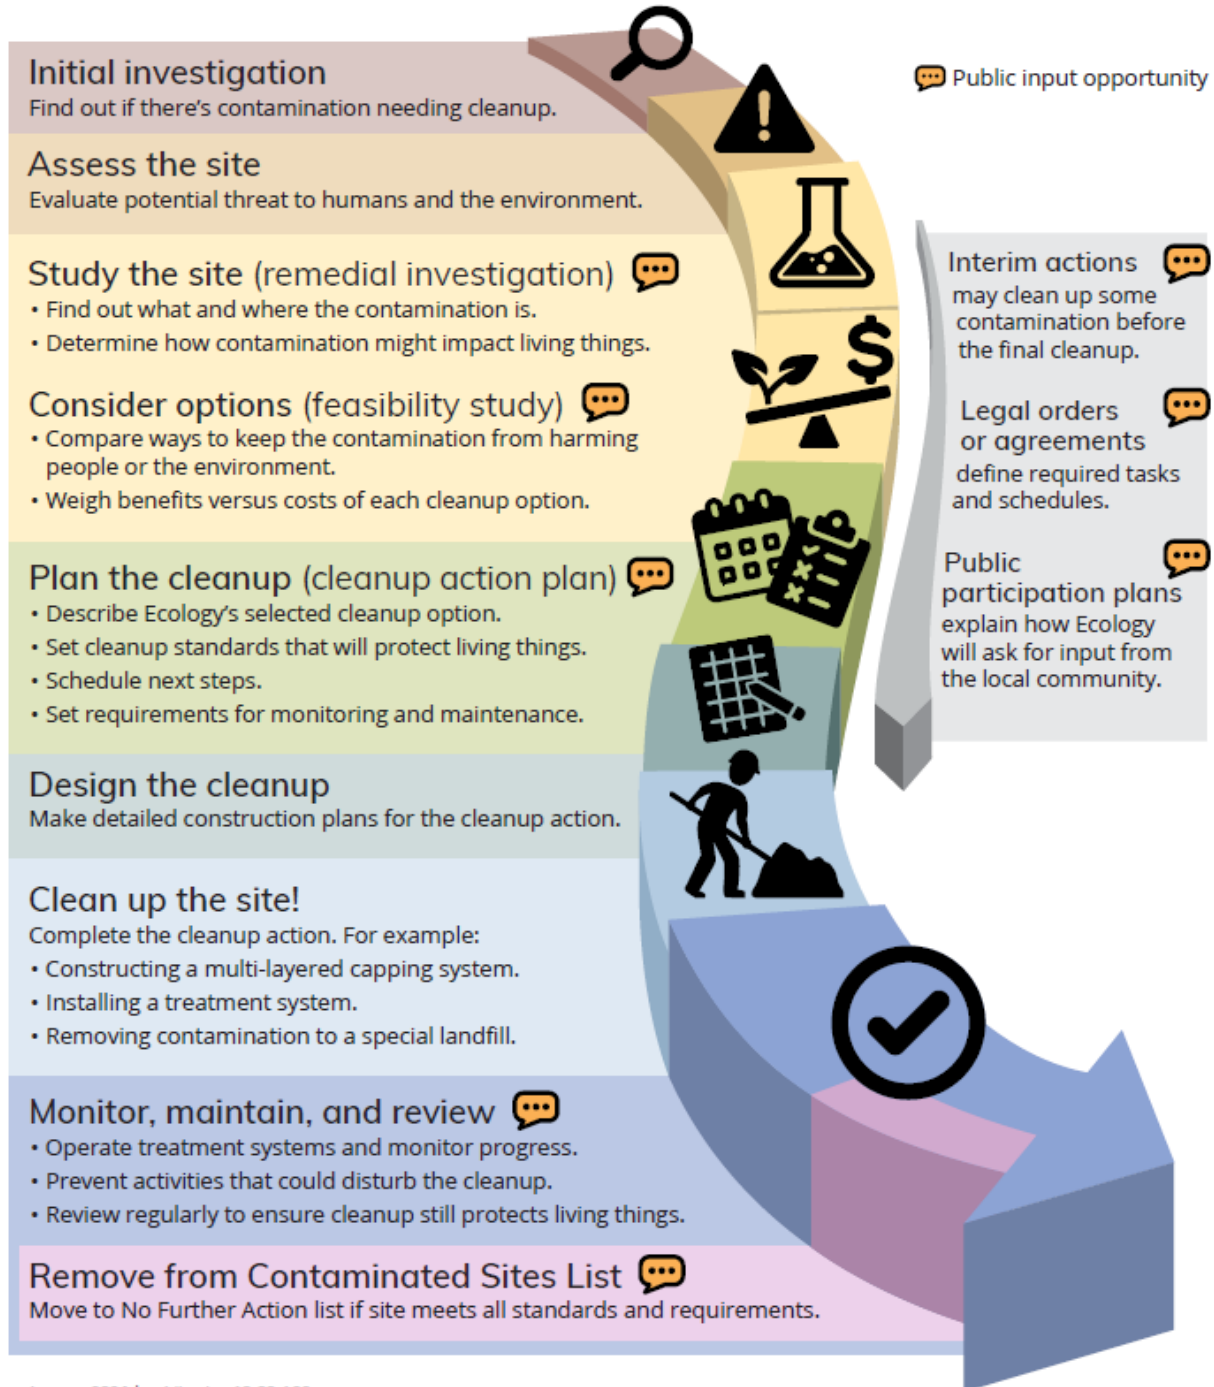 Initial investigation
Find out if there's contamination needing cleanup.
Assess the site
Evaluate potential threat to humans and the environment.
Study the site (remedial investigation)
• Find out what and where the contamination is.
• Determine how contamination might impact living things.
Consider options (feasibility study)
• Compare ways to keep the contamination from harming
people or the environment.
• Weigh benefits versus costs of each cleanup option.
Plan the cleanup (cleanup action plan)
• Describe Ecology's selected cleanup option.
• Set cleanup standards that will protect living things.
• Schedule next steps.
• Set requirements for monitoring and maintenance.
Design the cleanup
Make detailed construction plans for the cleanup action.
Clean up the site!
Complete the cleanup action. For example:
• Constructing a multi-layered capping system.
• Installing a treatment system.
• Removing contamination to a special landfill.
Monitor, maintain, and review
• Operate treatment systems and monitor progress.
• Prevent activities that could disturb the cleanup.
• Review regularly to ensure cleanup still protects living things.
Remove from Contaminated Sites List
Move to No Further Action list if site meets all standards and requirements.
$
Public input opportunity
Interim actions
may clean up some
contamination before
the final cleanup.
Legal orders
or agreements
define required tasks
and schedules.
Public
participation plans
explain how Ecology
will ask for input from
the local community.